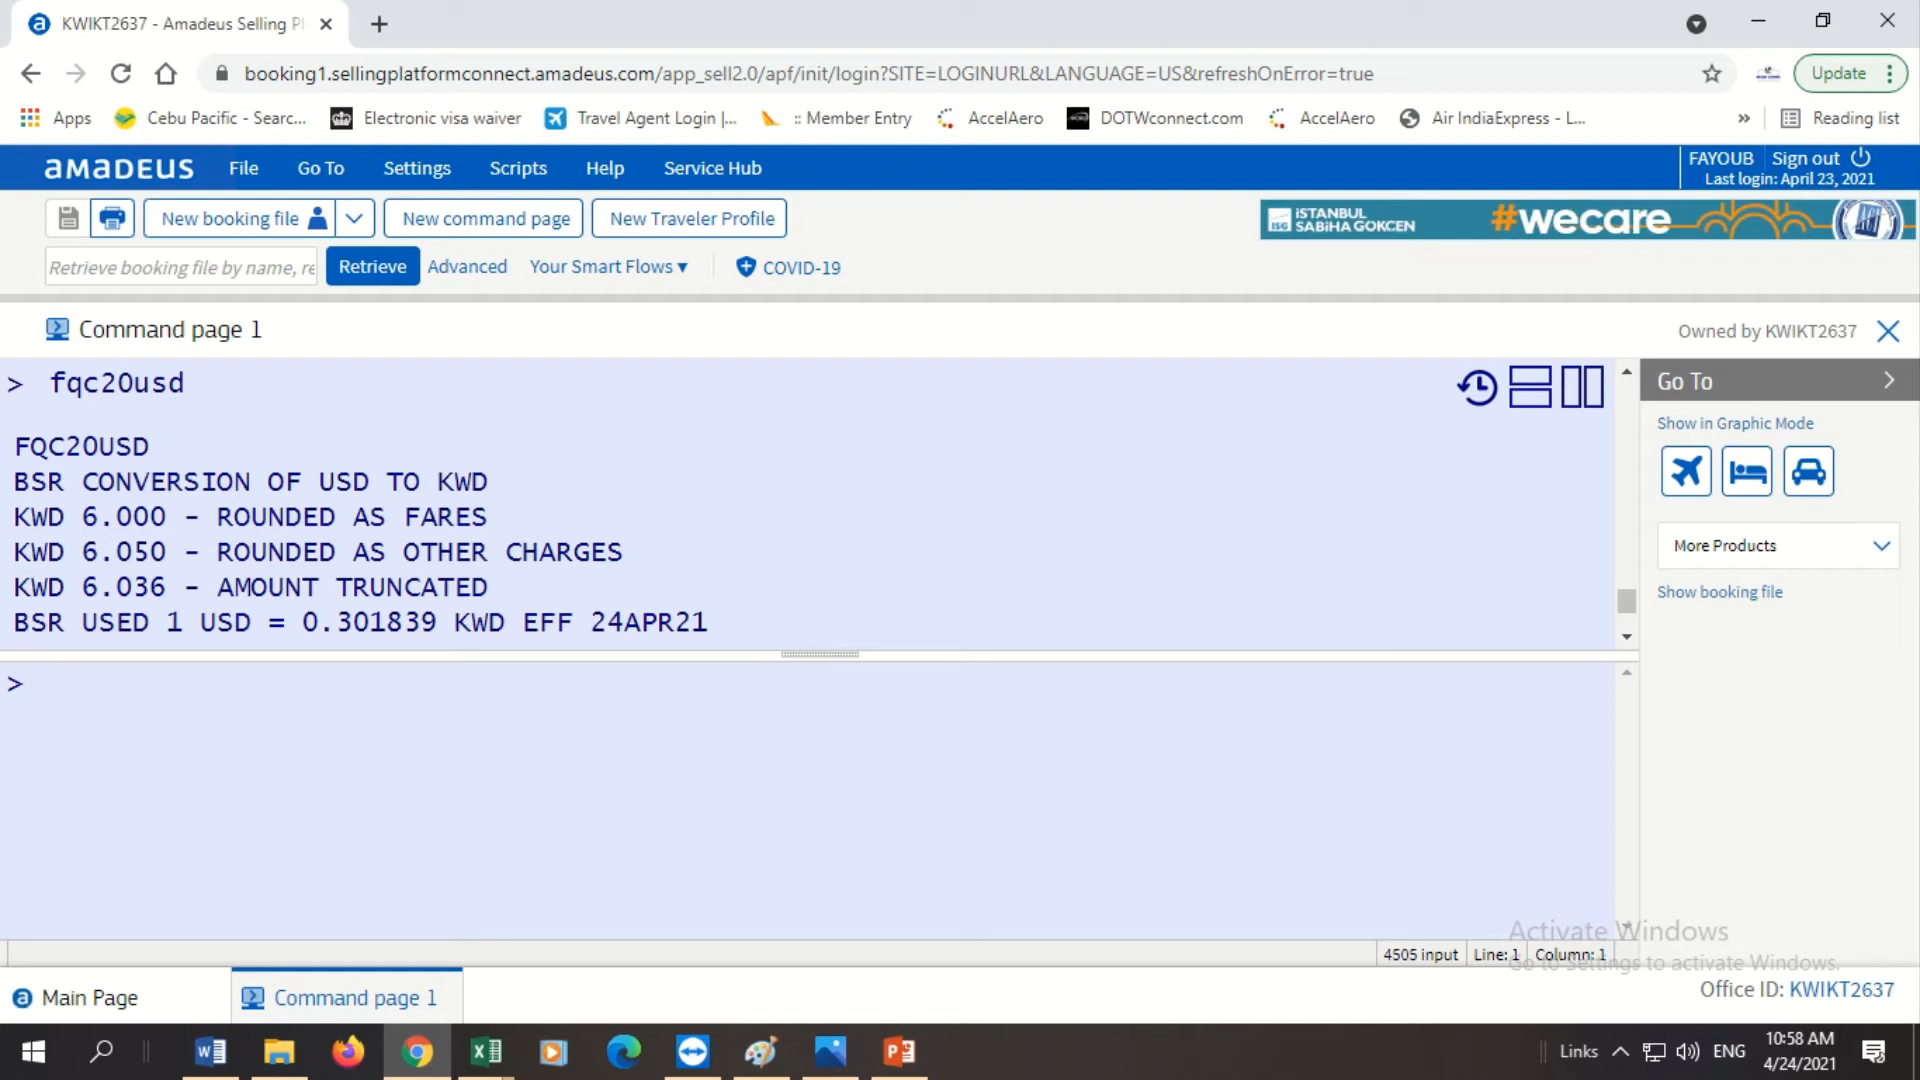 KWIKT2637 - Amadeus Selling Pl
booking1.sellingplatformconnect.amadeus.com/app_sell2.0/apf/init/login?SITE=LOGINURL&LANGUAGE=US&refreshOnError=true
Update
Apps
Cebu Pacific - Searc...
Electronic visa waiver
Travel Agent Login |...
:: Member Entry
AccelAero
DOTWconnect.com
AccelAero
Air IndiaExpress - L...
»
Reading list
aMaDEUS
File
Go To
Settings
Scripts
Help
Service Hub
FAYOUB
Sign out
Last login: April 23, 2021
New booking file
New command page
New Traveler Profile
ISG
iSTANBUL
SABiHA GOKCEN
#wecare
Retrieve booking file by name, re
Retrieve
Advanced
Your Smart Flows
COVID-19
Command page 1
Owned by KWIKT2637
> fqc20usd
FQC20USD
BSR CONVERSION OF USD TO KWD
KWD 6.000 - ROUNDED AS FARES
KWD 6.050 - ROUNDED AS OTHER CHARGES
KWD 6.036 - AMOUNT TRUNCATED
BSR USED 1 USD = 0.301839 KWD EFF 24APR21
>
Go To
Show in Graphic Mode
More Products
Show booking file
4505 input
Line: 1
Column: 1
Activate Windows
Go to Settings to activate Windows.
Main Page
Command page 1
Office ID: KWIKT2637
Links
ENG
10:58 AM
4/24/2021